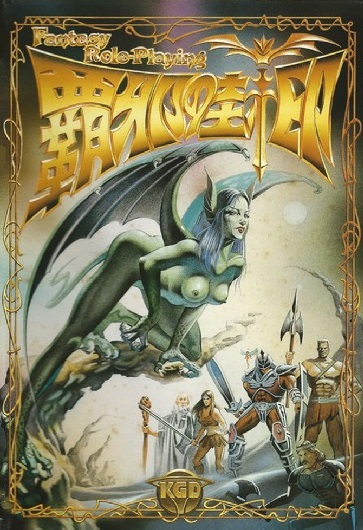 Fantasy
Role-Playing
覇邪の封印
KGD